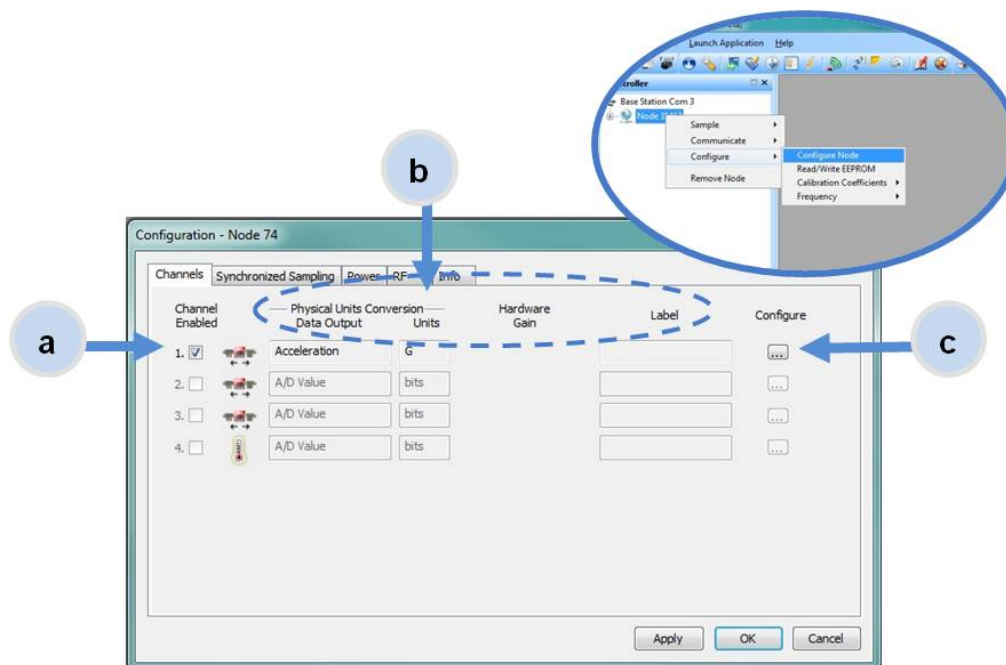 Launch Application Help
Base Station Com 3
Sample
Communicate
Configure
Configure Node
Read/Write EEPROM
Remove Node
Calibration Coefficients
Frequency
b
Configuration - Node 74
Channels Synchronized Sampling Power RF Info
Channel Enabled
Physical Units Conversion
Data Output Units
Hardware Gain
Label
Configure
a
1. Acceleration G ...
c
2. A/D Value bits ...
3. A/D Value bits ...
4. A/D Value bits ...
Apply OK Cancel